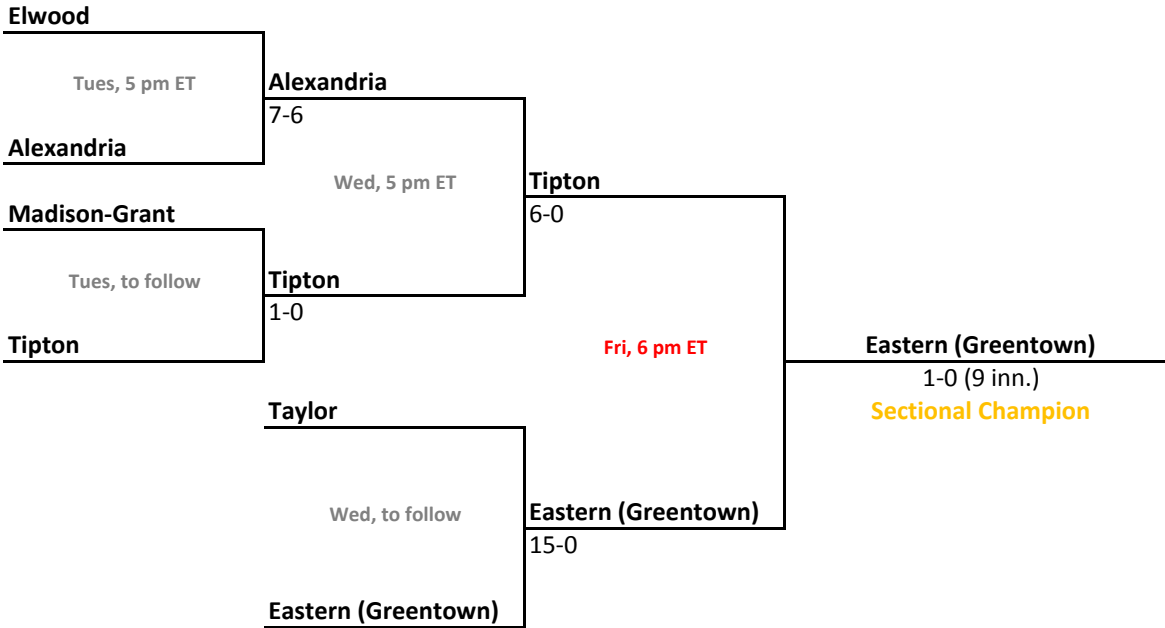 Elwood
Tues, 5 pm ET
Alexandria
7-6
Alexandria
Wed, 5 pm ET
Tipton
6-0
Madison-Grant
Tues, to follow
Tipton
1-0
Tipton
Fri, 6 pm ET
Eastern (Greentown)
1-0 (9 inn.)
Sectional Champion
Taylor
Wed, to follow
Eastern (Greentown)
15-0
Eastern (Greentown)